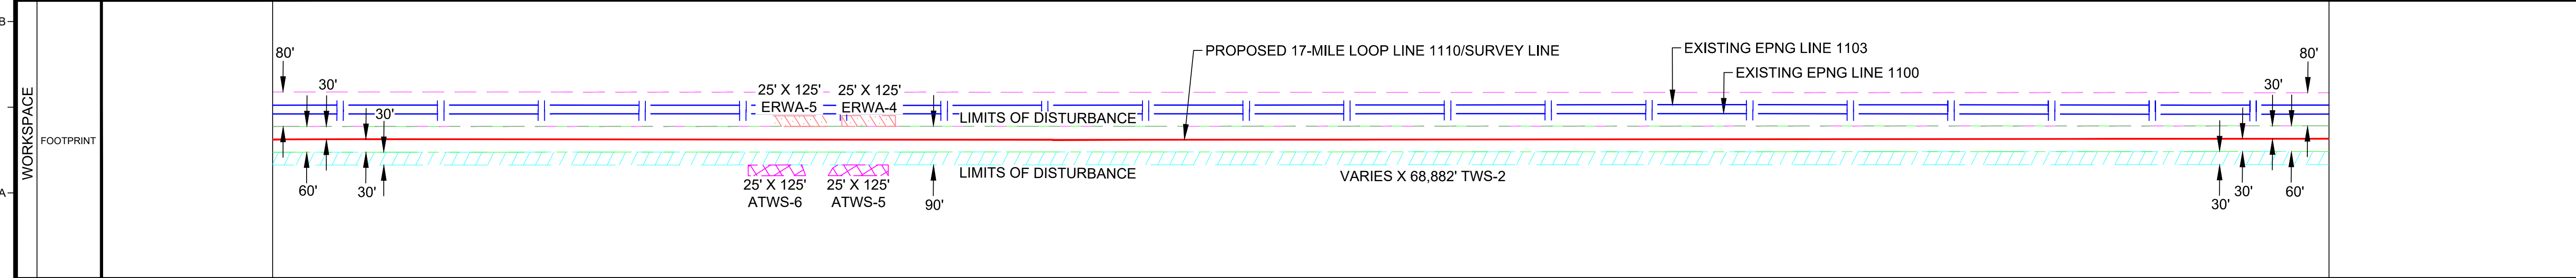 B
A
WORKSPACE
FOOTPRINT
80'
30'
30'
60'
30'
25' X 125'
ERWA-5
25' X 125'
ERWA-4
LIMITS OF DISTURBANCE
PROPOSED 17-MILE LOOP LINE 1110/SURVEY LINE
EXISTING EPNG LINE 1103
EXISTING EPNG LINE 1100
25' X 125'
ATWS-6
25' X 125'
ATWS-5
90'
LIMITS OF DISTURBANCE
VARIES X 68,882' TWS-2
80'
30'
30'
30'
60'